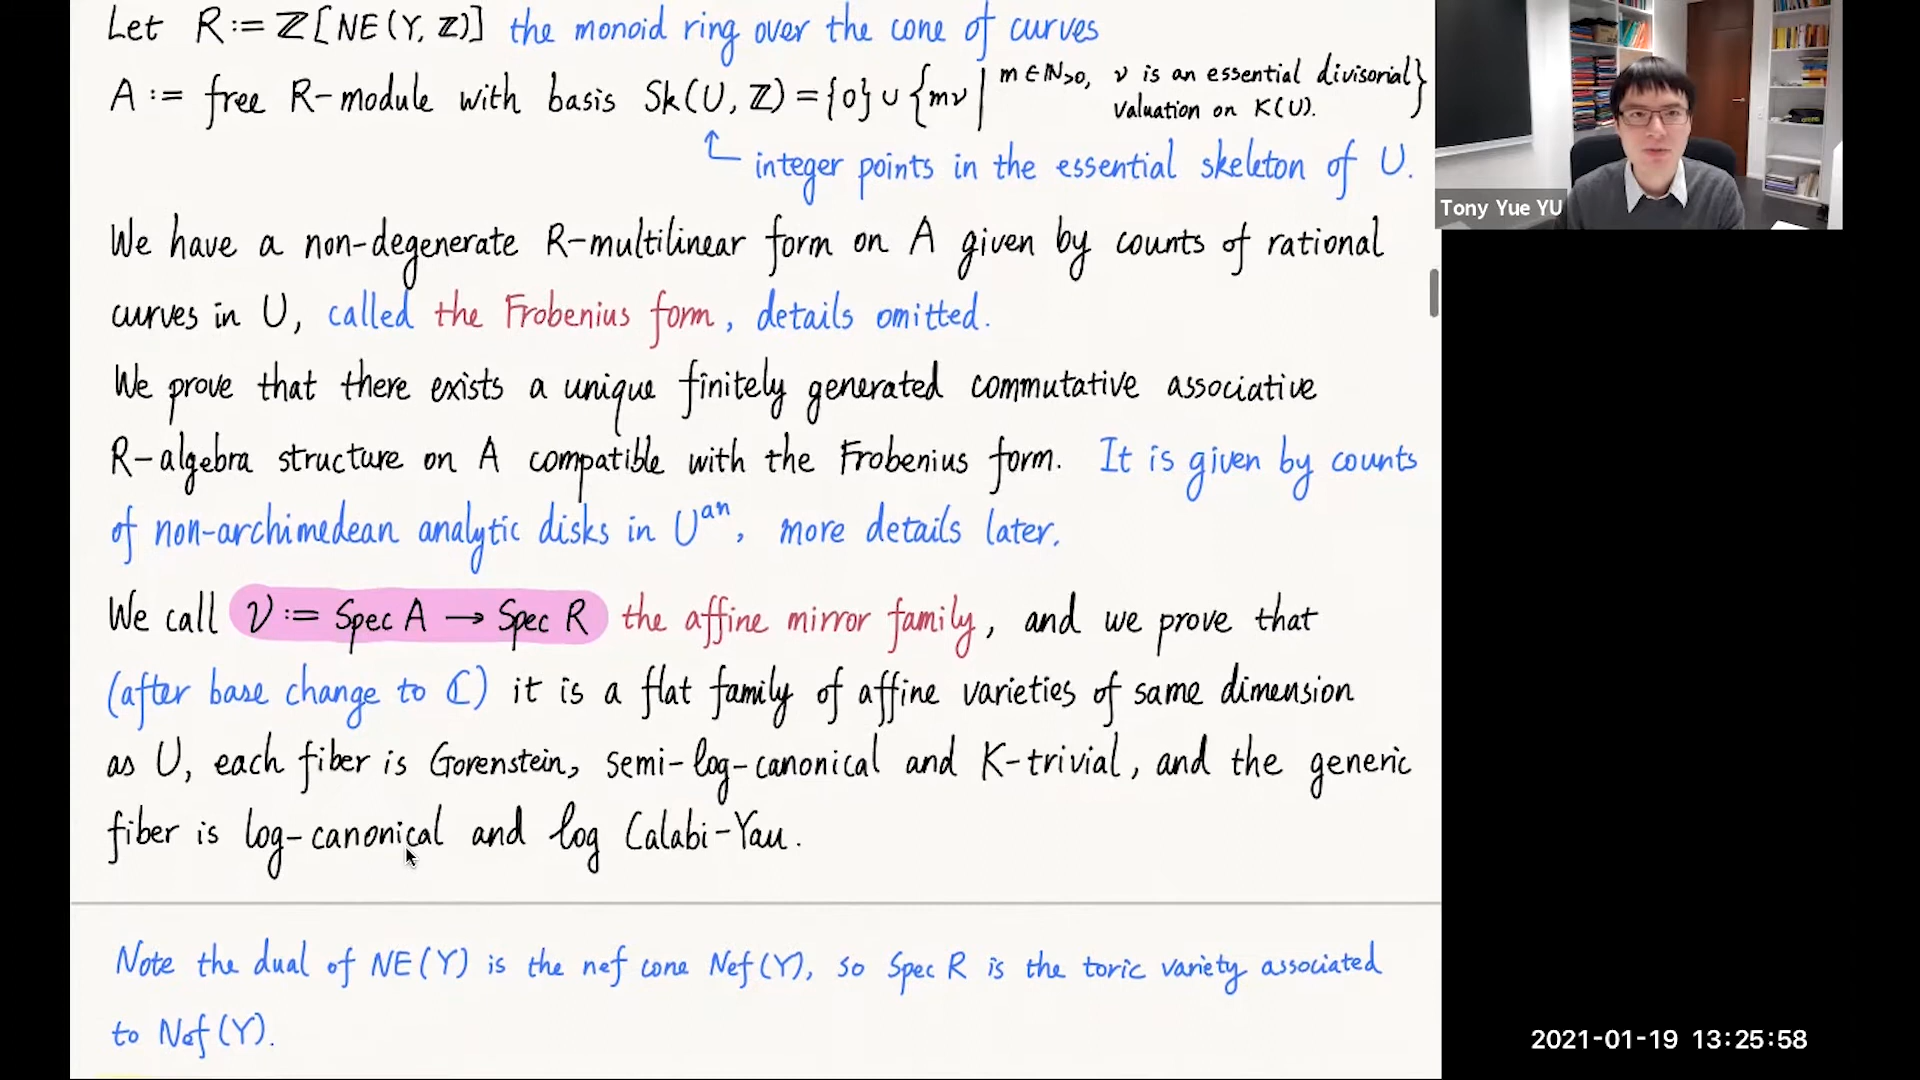 Let R := ℤ[NE(Y, ℤ)] the monoid ring over the cone of curves
A := free R-module with basis Sk(U, ℤ) = {0} ∪ {mν | m ∈ ℕ>0, ν is an essential divisorial
valuation on K(U). }
↑ integer points in the essential skeleton of U.
We have a non-degenerate R-multilinear form on A given by counts of rational
curves in U, called the Frobenius form, details omitted.
We prove that there exists a unique finitely generated commutative associative
R-algebra structure on A compatible with the Frobenius form. It is given by counts
of non-archimedean analytic disks in U^an, more details later.
We call 𝒱 := Spec A → Spec R the affine mirror family, and we prove that
(after base change to ℂ) it is a flat family of affine varieties of same dimension
as U, each fiber is Gorenstein, semi-log-canonical and K-trivial, and the generic
fiber is log-canonical and log Calabi-Yau.
Note the dual of NE(Y) is the nef cone Nef(Y), so Spec R is the toric variety associated
to Nef(Y).
Tony Yue YU
2021-01-19 13:25:58